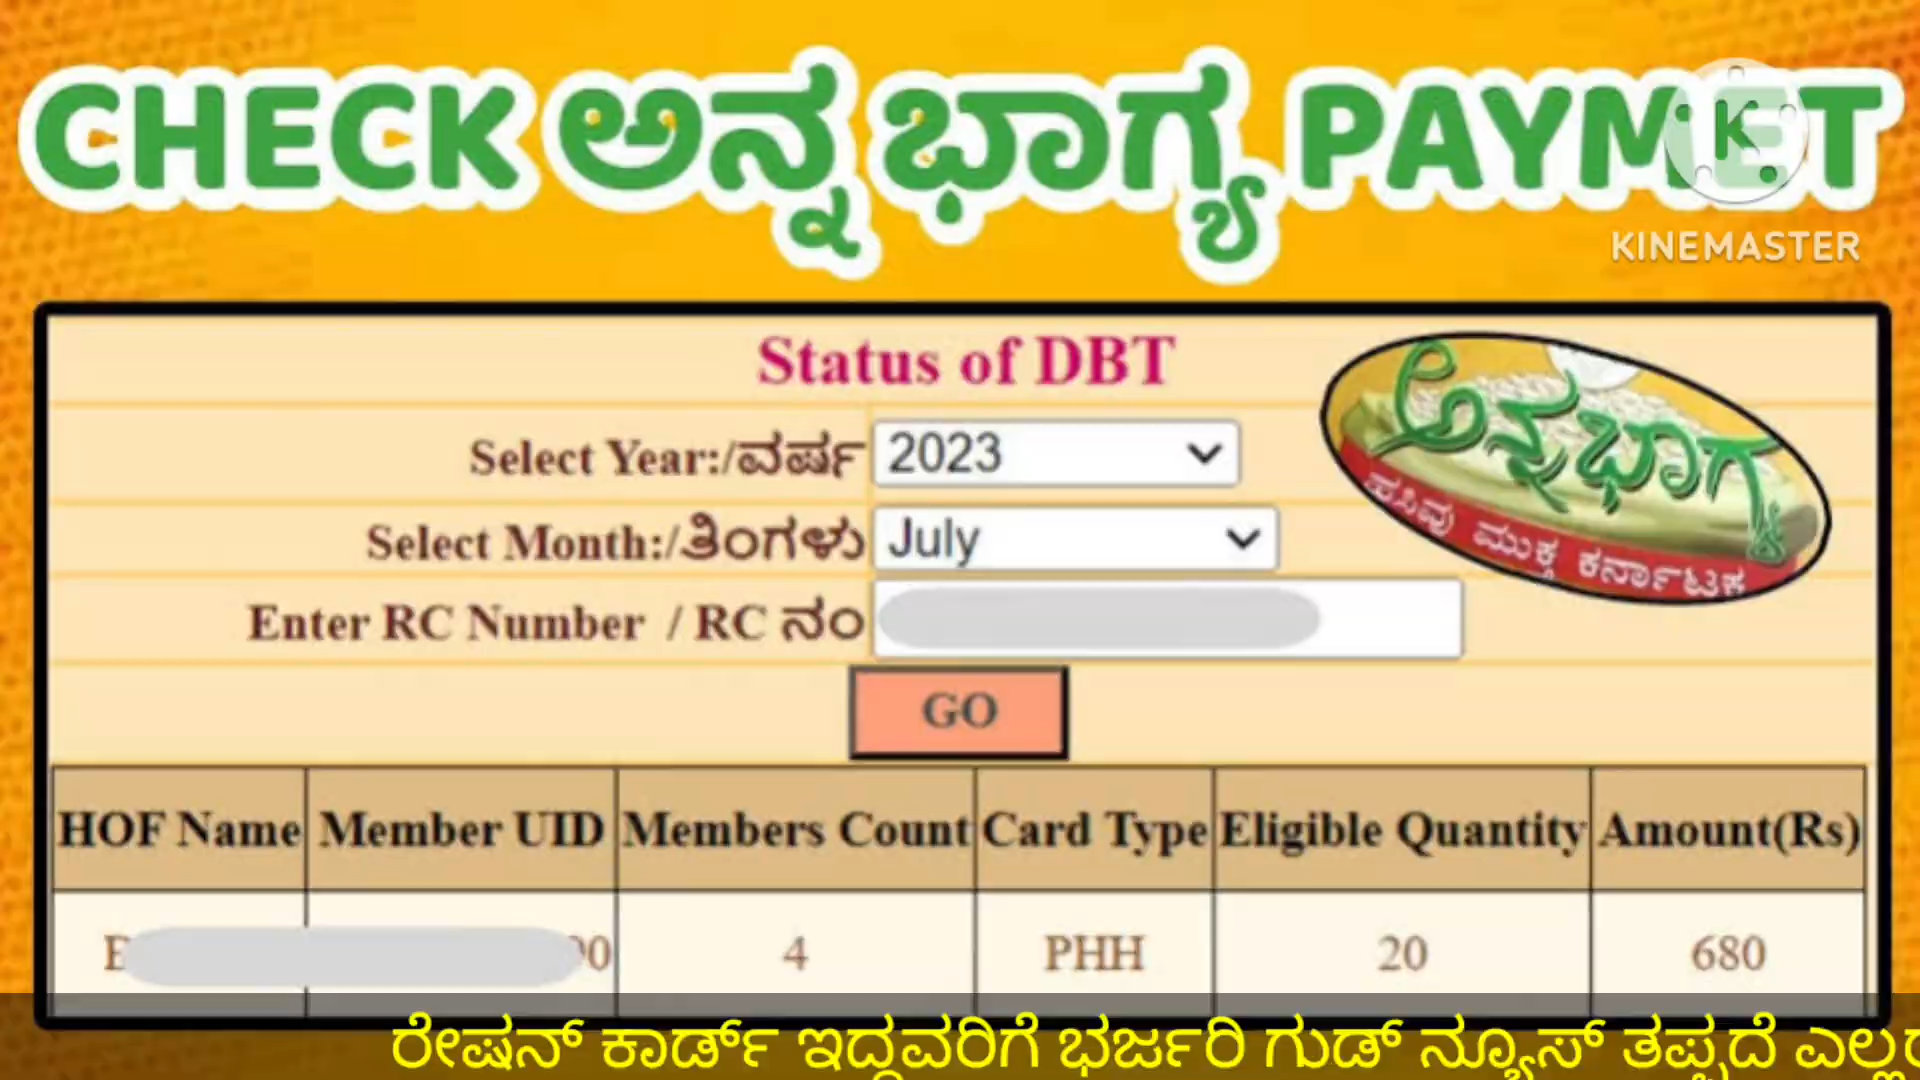 CHECK ಅನ್ನಭಾಗ್ಯ PAYMET
KINEMASTER
Status of DBT
ಅನ್ನಭಾಗ್ಯ
ಹಸಿವು ಮುಕ್ತ ಕರ್ನಾಟಕ
Select Year:/ವರ್ಷ 2023
Select Month:/ತಿಂಗಳು July
Enter RC Number / RC ನಂ
GO
HOF Name Member UID Members Count Card Type Eligible Quantity Amount(Rs)
4 PHH 20 680
ರೇಷನ್ ಕಾರ್ಡ್ ಇದ್ದವರಿಗೆ ಭರ್ಜರಿ ಗುಡ್ ನ್ಯೂಸ್ ತಪ್ಪದೆ